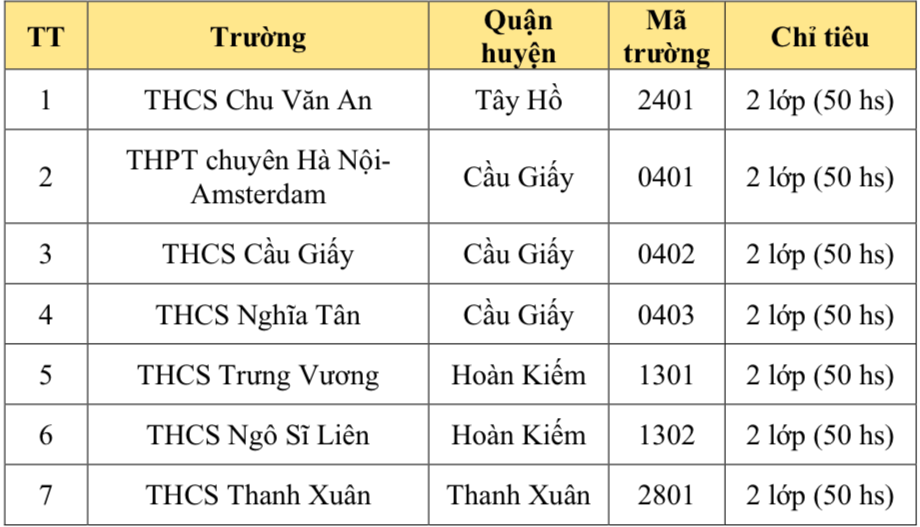 TT Trường Quận huyện Mã trường Chỉ tiêu
1 THCS Chu Văn An Tây Hồ 2401 2 lớp (50 hs)
2 THPT chuyên Hà Nội-
Amsterdam Cầu Giấy 0401 2 lớp (50 hs)
3 THCS Cầu Giấy Cầu Giấy 0402 2 lớp (50 hs)
4 THCS Nghĩa Tân Cầu Giấy 0403 2 lớp (50 hs)
5 THCS Trưng Vương Hoàn Kiếm 1301 2 lớp (50 hs)
6 THCS Ngô Sĩ Liên Hoàn Kiếm 1302 2 lớp (50 hs)
7 THCS Thanh Xuân Thanh Xuân 2801 2 lớp (50 hs)